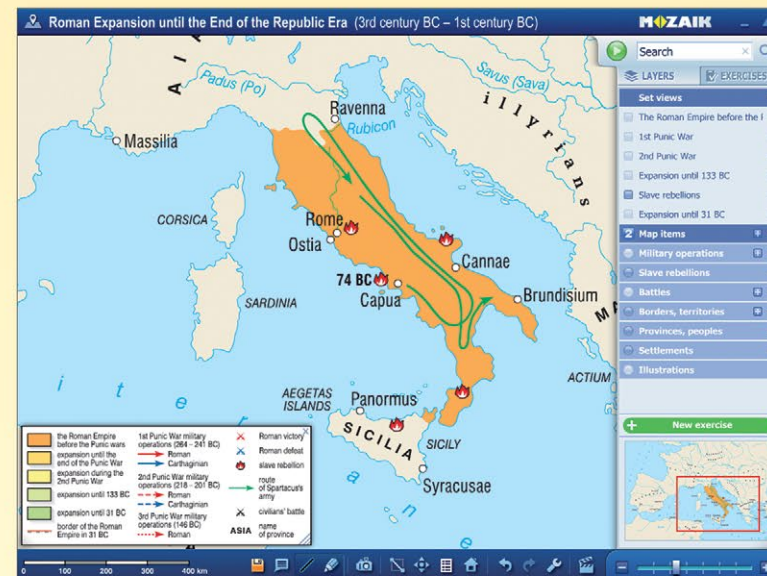 Roman Expansion until the End of the Republic Era (3rd century BC – 1st century BC)
MOZAIK
Search
LAYERS
EXERCISES
Set views
The Roman Empire before the
1st Punic War
2nd Punic War
Expansion until 133 BC
Slave rebellions
Expansion until 31 BC
Map items
Military operations
Slave rebellions
Battles
Borders, territories
Provinces, peoples
Settlements
Illustrations
New exercise
Padus (Po)
Savus (Sava)
illyrians
Ravenna
Rubicon
Massilia
CORSICA
Rome
Ostia
Cannae
74 BC
Capua
Brundisium
SARDINIA
ACTIUM
AEGETAS
ISLANDS
Panormus
SICILIA
SICILY
Syracusae
the Roman Empire
before the Punic wars
expansion until the
end of the Punic War
expansion during the
2nd Punic War
expansion until 133 BC
expansion until 31 BC
border of the Roman
Empire in 31 BC
1st Punic War military
operations (264 – 241 BC)
Roman
Carthaginian
2nd Punic War military
operations (218 - 201 BC)
Roman
Carthaginian
3rd Punic War military
operations (146 BC)
Roman
Roman victory
Roman defeat
slave rebellion
route
of Spartacus's
army
civilians' battle
ASIA
name
of province
0 100 200 300 400 km